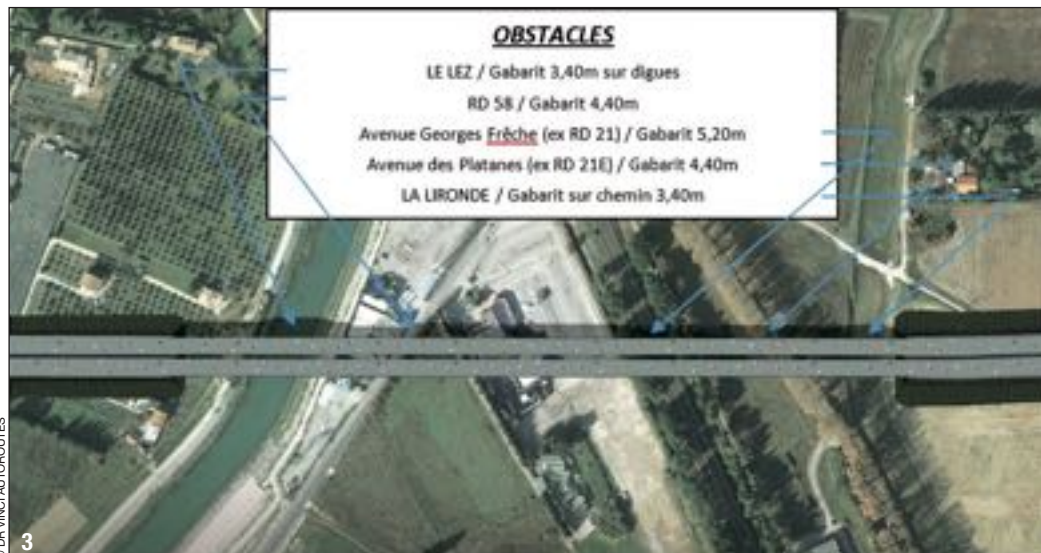 OBSTACLES
LE LEZ / Gabarit 3,40m sur digues
RD 58 / Gabarit 4,40m
Avenue Georges Frêche (ex RD 21) / Gabarit 5,20m
Avenue des Platanes (ex RD 21E) / Gabarit 4,40m
LA LIRONDE / Gabarit sur chemin 3,40m
VINCI AUTOROUTES
3